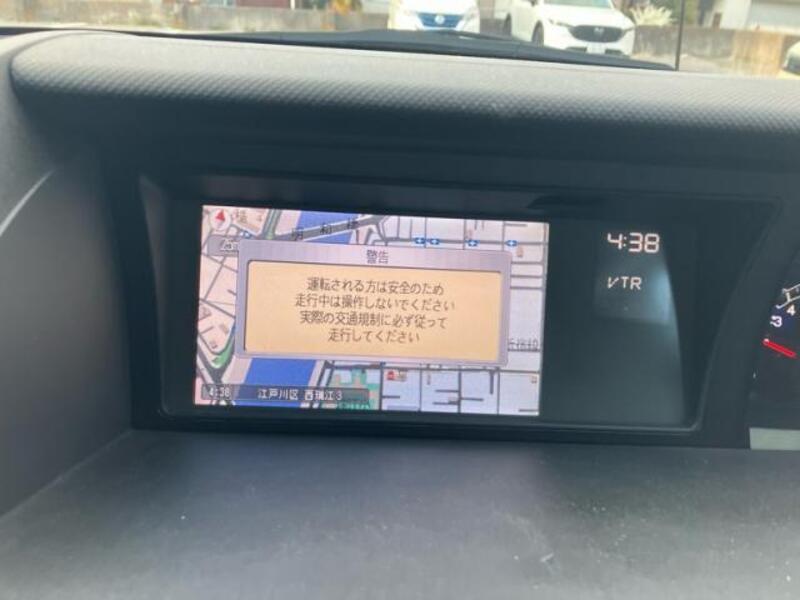 警告
運転される方は安全のため
走行中は操作しないでください
実際の交通規制に必ず従って
走行してください
4:38 江戸川区 西瑞江3
4:38
VTR
4
3